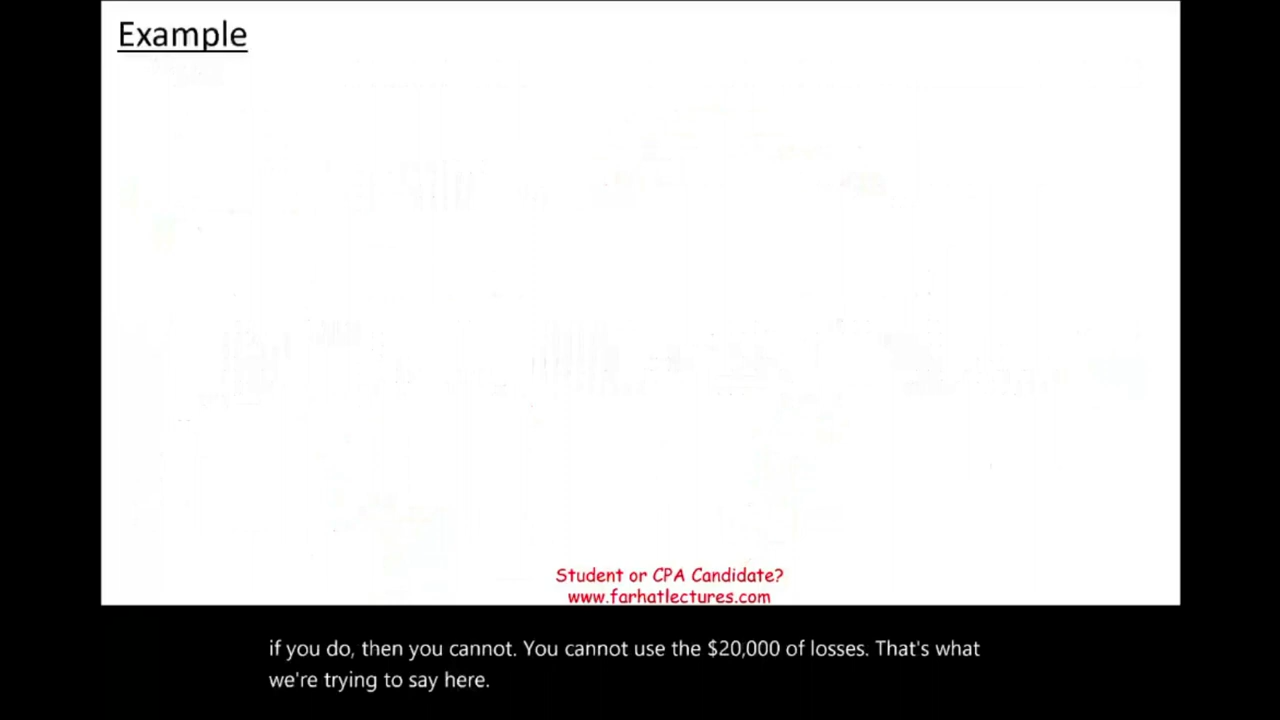 Example
Student or CPA Candidate?
www.farhatlectures.com
if you do, then you cannot. You cannot use the $20,000 of losses. That's what
we're trying to say here.